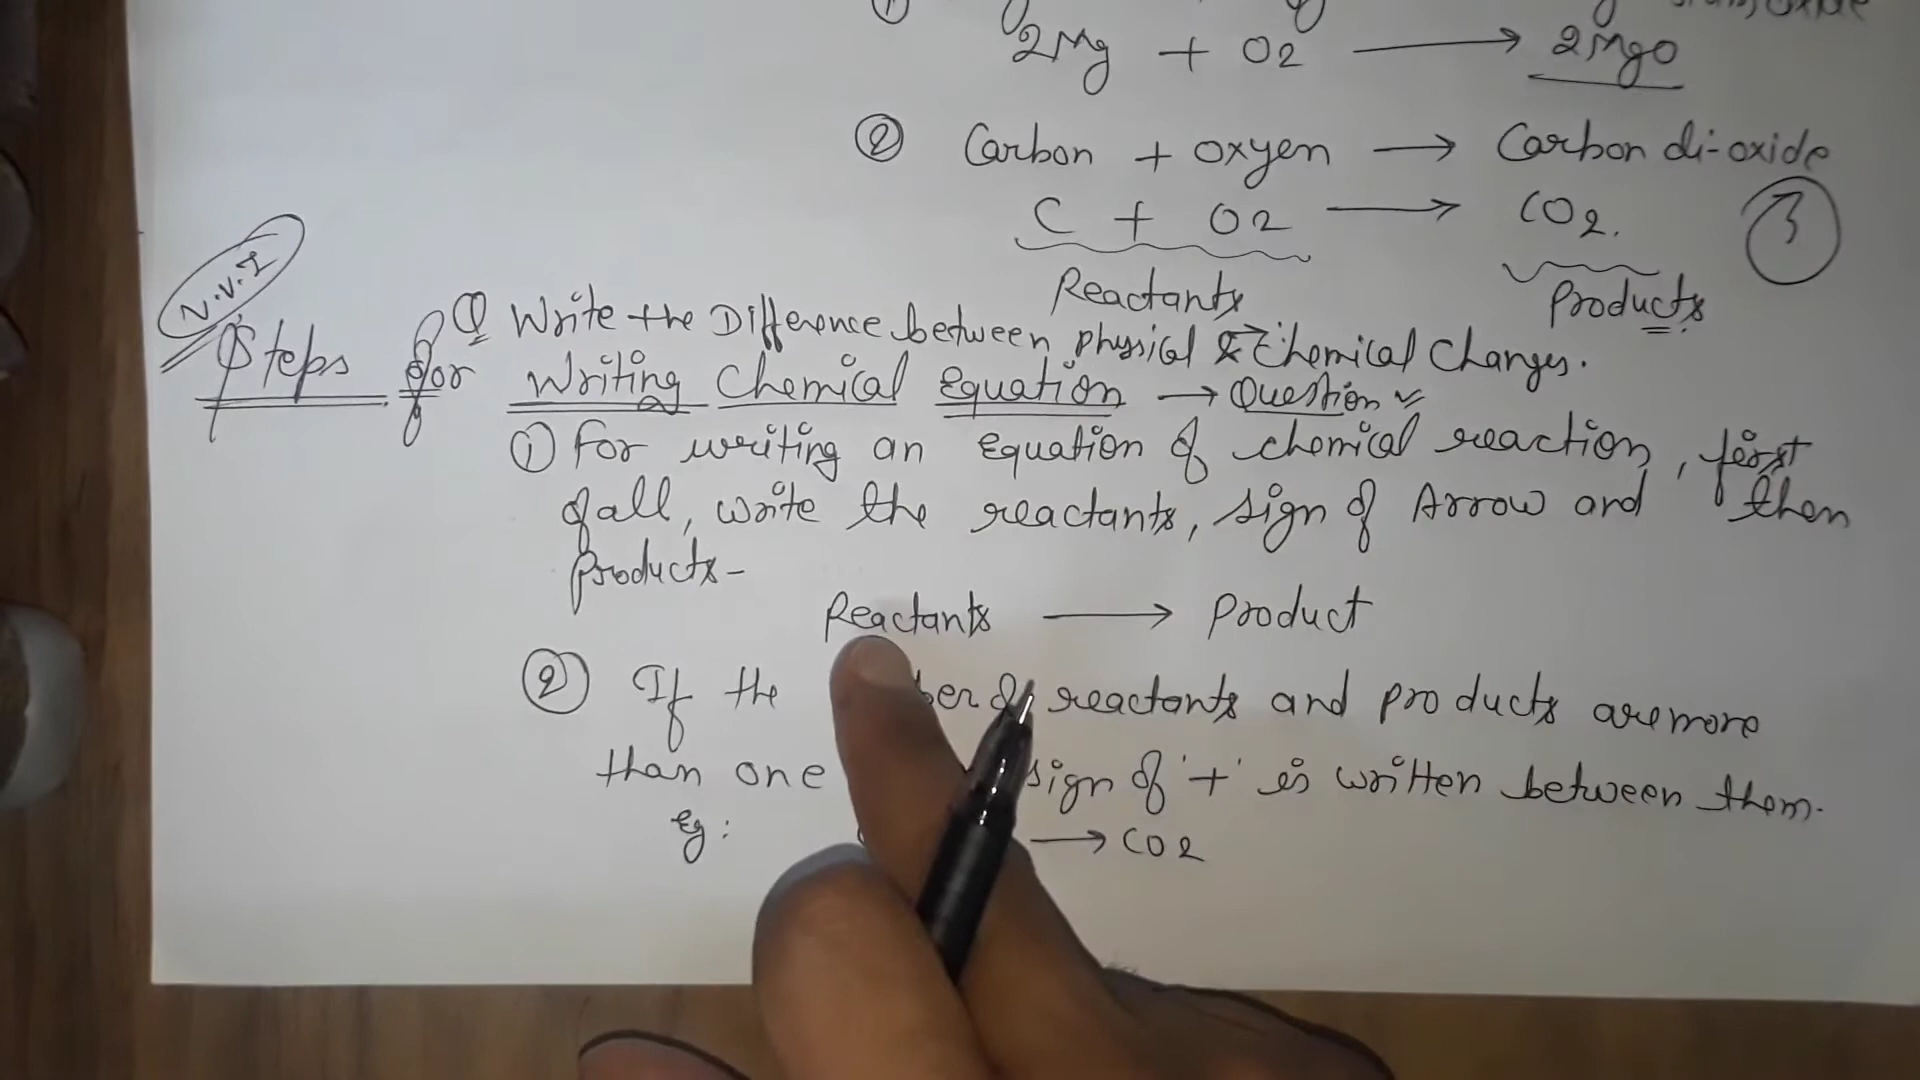 ①
2Mg + O2 ⟶ 2MgO
② Carbon + Oxyen ⟶ Carbon di-oxide
C + O2 ⟶ CO2.
Reactants Products
3
N.V.I
Q Write the Difference between physical & Chemical Changes.
Steps for Writing Chemical Equation → Question
① For writing an equation of chemical reaction, first
of all, write the reactants, sign of Arrow and then
products-
Reactants ⟶ Product
② If the reactants and products are more
than one sign of '+' is written between them.
Eg: ⟶ CO2